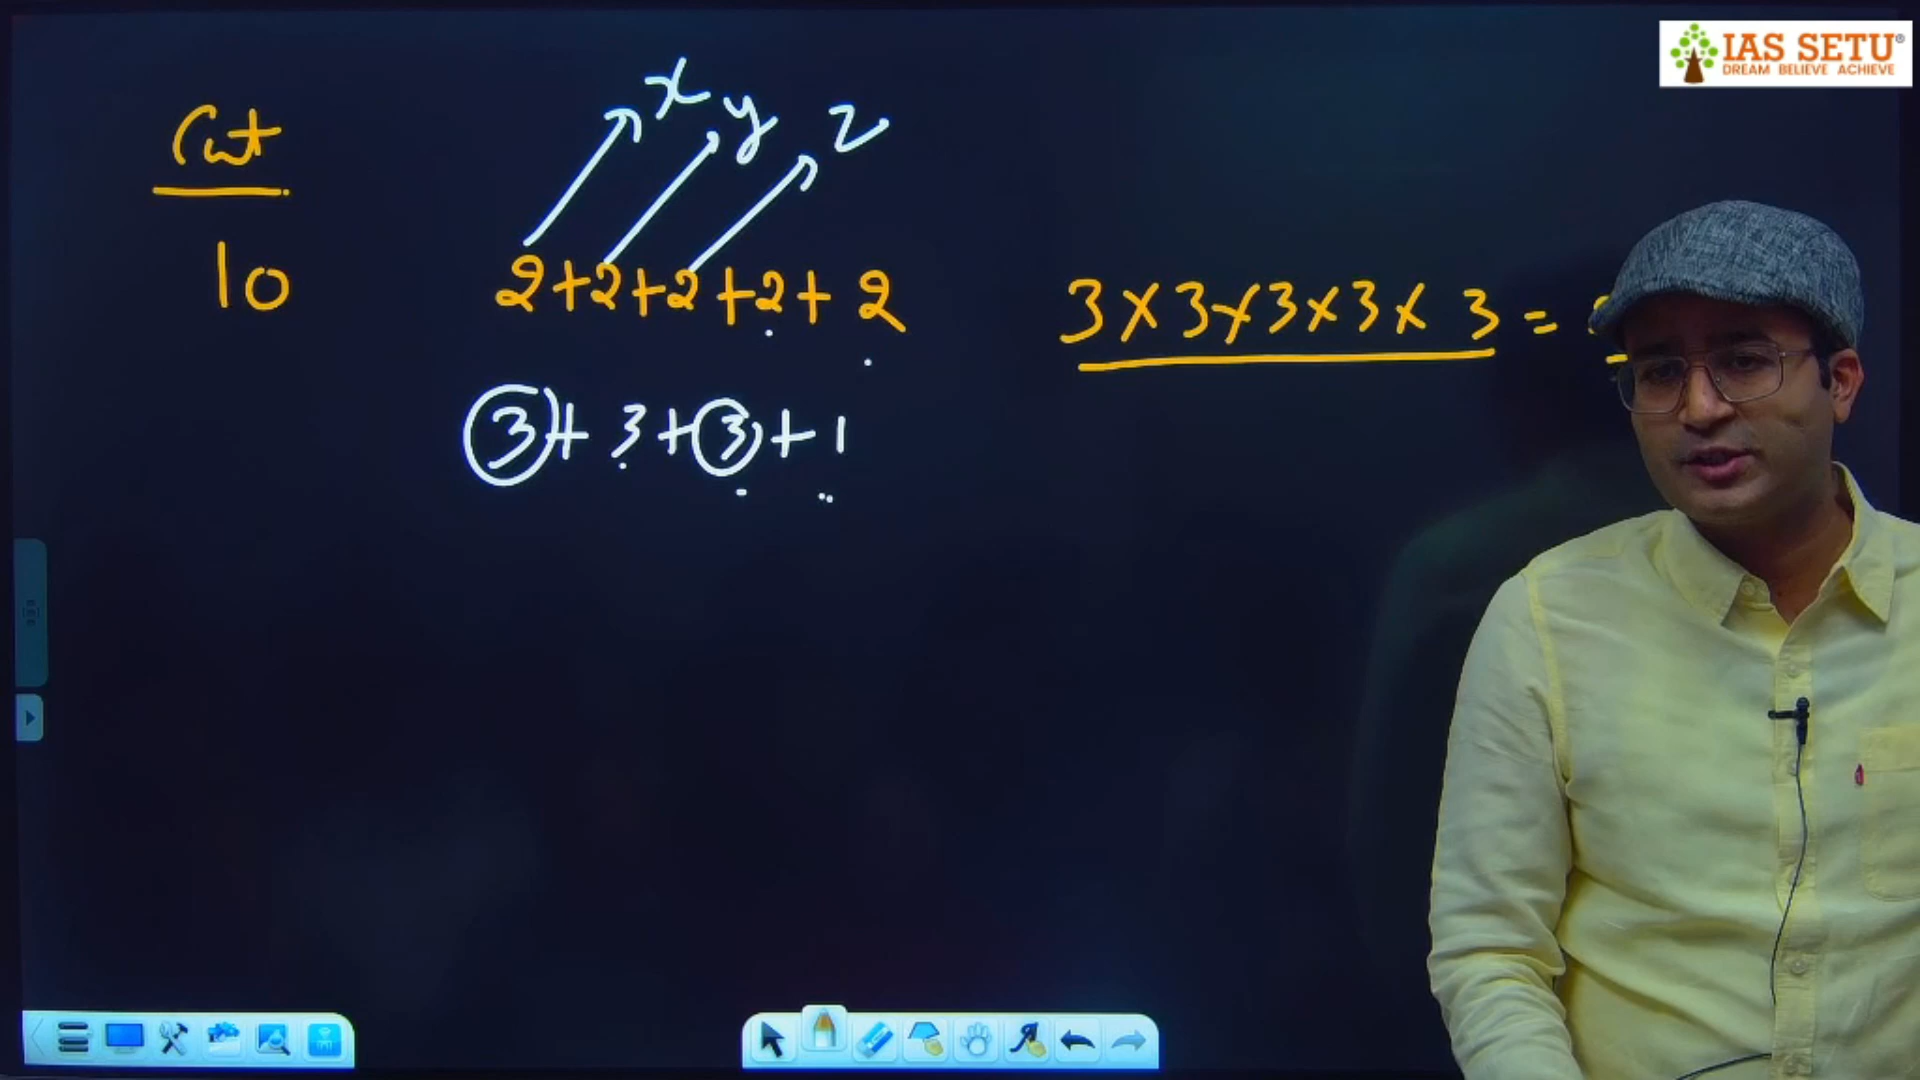 IAS SETU®
DREAM BELIEVE ACHIEVE
x y z
Cut
10
2+2+2+2+2
3×3×3×3×3 =
3+3+3+1